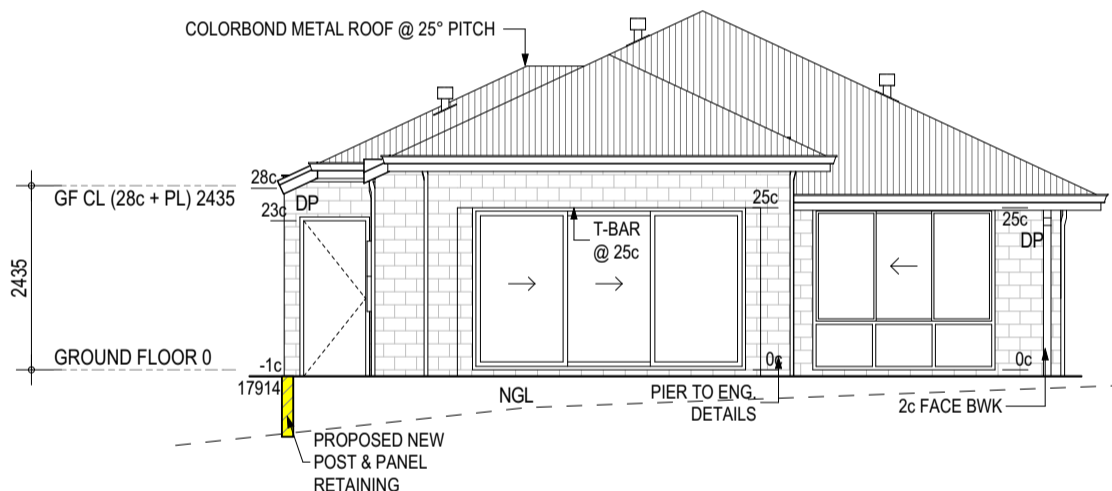 COLORBOND METAL ROOF @ 25° PITCH
28c
GF CL (28c + PL) 2435
23c
DP
25c
T-BAR
@ 25c
25c
DP
2435
GROUND FLOOR 0
-1c
0c
0c
17914
NGL
PIER TO ENG.
DETAILS
2c FACE BWK
PROPOSED NEW
POST & PANEL
RETAINING